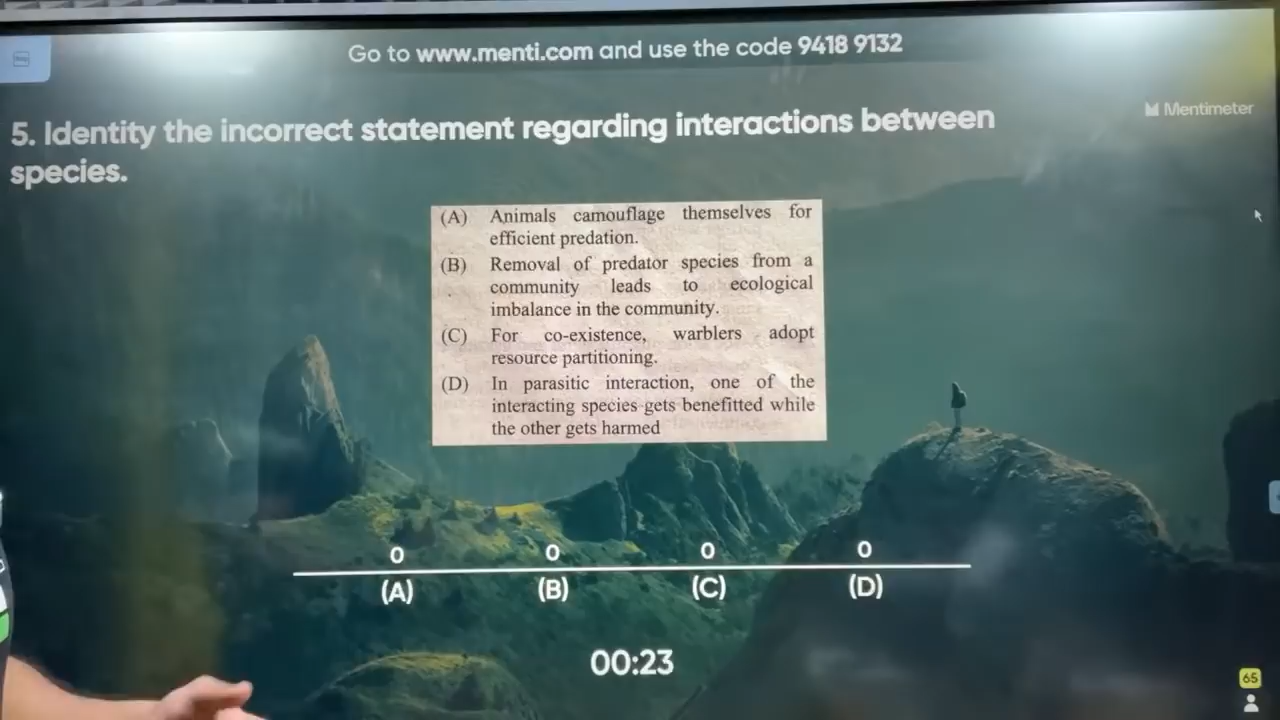 Go to www.menti.com and use the code 9418 9132
Mentimeter
5. Identity the incorrect statement regarding interactions between
species.
(A) Animals camouflage themselves for
efficient predation.
(B) Removal of predator species from a
community leads to ecological
imbalance in the community.
(C) For co-existence, warblers adopt
resource partitioning.
(D) In parasitic interaction, one of the
interacting species gets benefitted while
the other gets harmed
0 0 0 0
(A) (B) (C) (D)
00:23
65